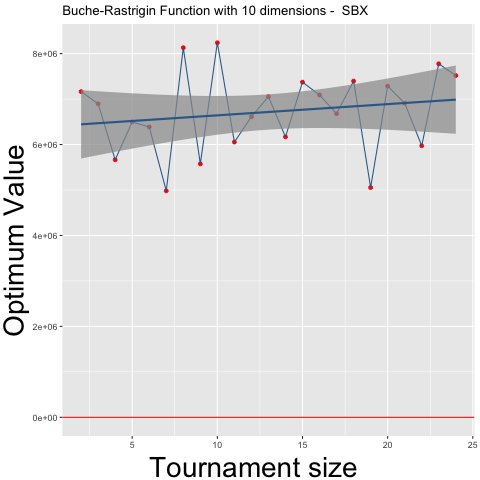 Buche-Rastrigin Function with 10 dimensions - SBX
8e+06
6e+06
4e+06
2e+06
0e+00
Optimum Value
5
10
15
20
25
Tournament size